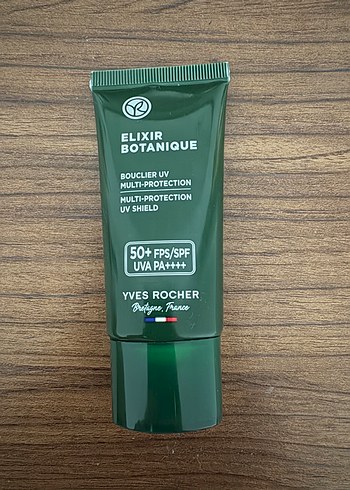 ELIXIR
BOTANIQUE
BOUCLIER UV
MULTI-PROTECTION
MULTI-PROTECTION
UV SHIELD
50+ FPS/SPF
UVA PA++++
YVES ROCHER
Bretagne, France